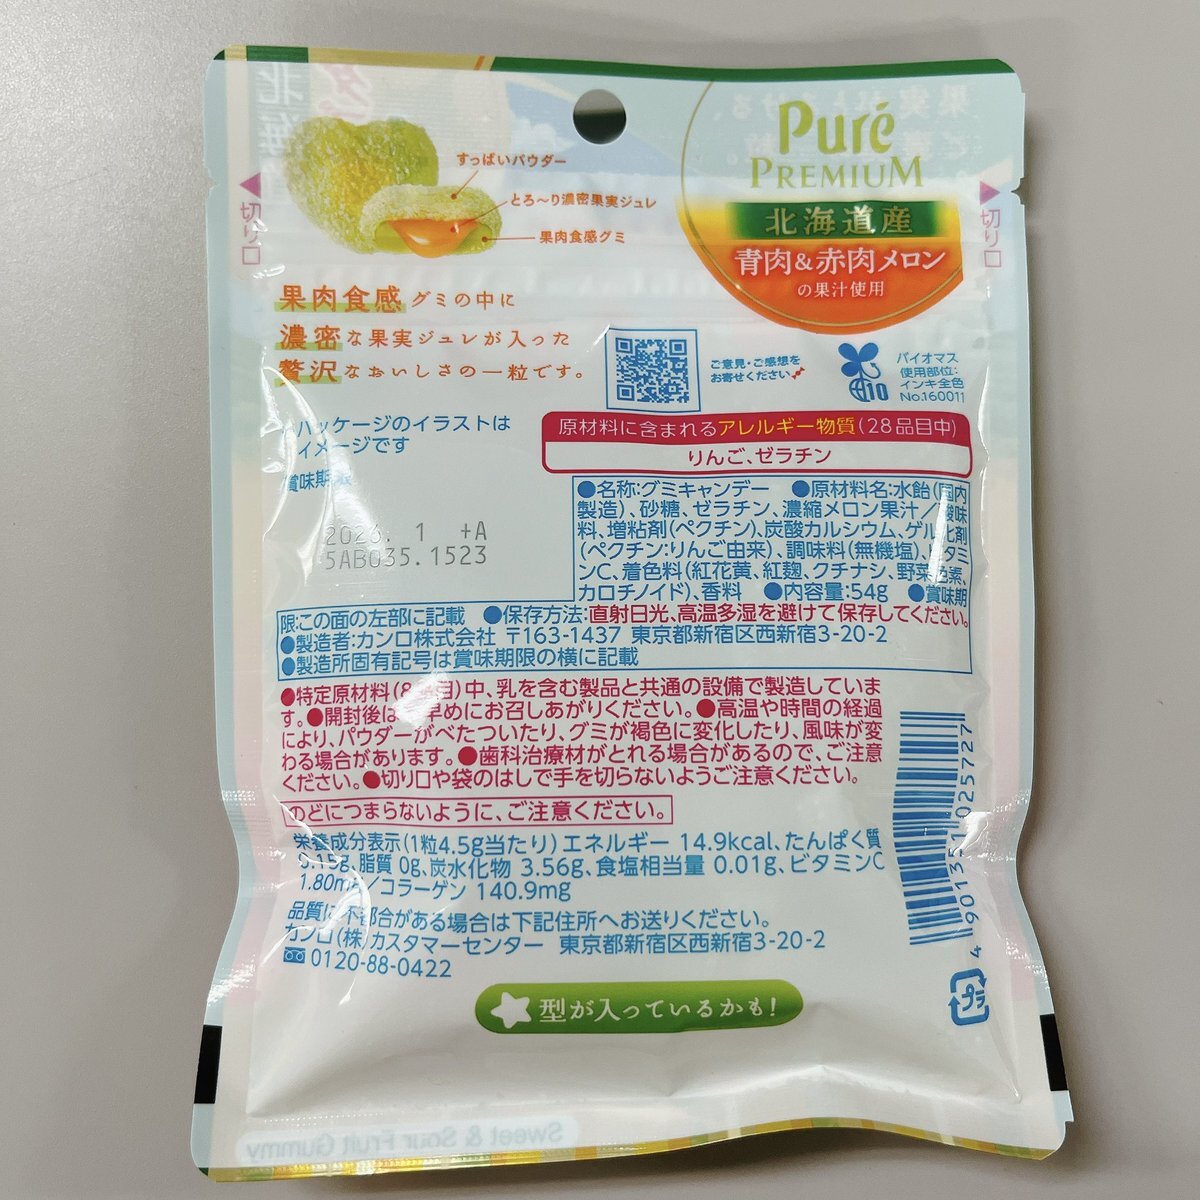 Puré
PREMIUM
北海道産
青肉&赤肉メロン
の果汁使用
切り口
切り口
すっぱいパウダー
とろ～り濃密果実ジュレ
果肉食感グミ
果肉食感グミの中に
濃密な果実ジュレが入った
贅沢なおいしさの一粒です。
ご意見・ご感想を
お寄せください
バイオマス
使用部位:
インキ全色
No.160011
パッケージのイラストは
イメージです
原材料に含まれるアレルギー物質(28品目中)
りんご、ゼラチン
賞味期限
2026. 1 +A
5AB035.1523
●名称:グミキャンデー ●原材料名:水飴(国内
製造)、砂糖、ゼラチン、濃縮メロン果汁/酸味
料、増粘剤(ペクチン)、炭酸カルシウム、ゲル化剤
(ペクチン:りんご由来)、調味料(無機塩)、ビタミ
ンC、着色料(紅花黄、紅麹、クチナシ、野菜色素、
カロチノイド)、香料 ●内容量:54g ●賞味期
限:この面の左部に記載 ●保存方法:直射日光、高温多湿を避けて保存してください。
●製造者:カンロ株式会社 〒163-1437 東京都新宿区西新宿3-20-2
●製造所固有記号は賞味期限の横に記載
●特定原材料(8品目)中、乳を含む製品と共通の設備で製造していま
す。●開封後はお早めにお召しあがりください。●高温や時間の経過
により、パウダーがべたついたり、グミが褐色に変化したり、風味が変
わる場合があります。●歯科治療材がとれる場合があるので、ご注意
ください。●切り口や袋のはしで手を切らないようご注意ください。
のどにつまらないように、ご注意ください。
栄養成分表示(1粒4.5g当たり)エネルギー 14.9kcal、たんぱく質
0.15g、脂質 0g、炭水化物 3.56g、食塩相当量 0.01g、ビタミンC
1.80mg/コラーゲン 140.9mg
品質に不都合がある場合は下記住所へお送りください。
カンロ(株)カスタマーセンター 東京都新宿区西新宿3-20-2
0120-88-0422
型が入っているかも!
プラ
Sweet & Sour Fruit Gummy